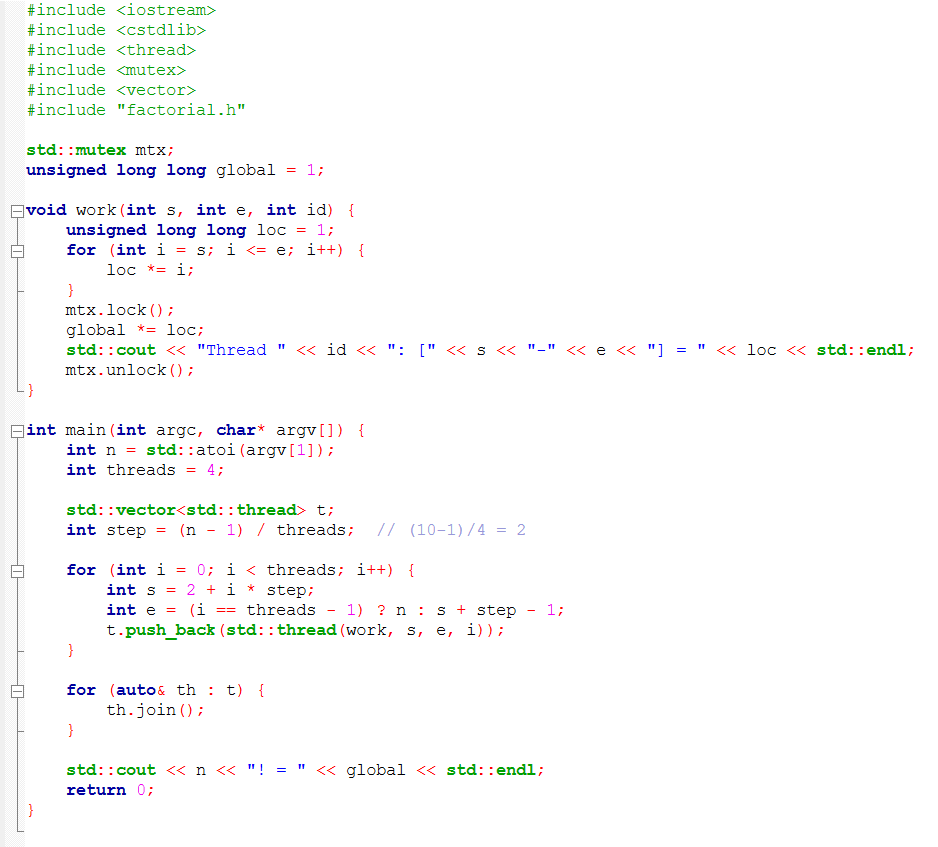 #include <iostream>
#include <cstdlib>
#include <thread>
#include <mutex>
#include <vector>
#include "factorial.h"

std::mutex mtx;
unsigned long long global = 1;

void work(int s, int e, int id) {
    unsigned long long loc = 1;
    for (int i = s; i <= e; i++) {
        loc *= i;
    }
    mtx.lock();
    global *= loc;
    std::cout << "Thread " << id << ": [" << s << "-" << e << "] = " << loc << std::endl;
    mtx.unlock();
}

int main(int argc, char* argv[]) {
    int n = std::atoi(argv[1]);
    int threads = 4;

    std::vector<std::thread> t;
    int step = (n - 1) / threads;  // (10-1)/4 = 2

    for (int i = 0; i < threads; i++) {
        int s = 2 + i * step;
        int e = (i == threads - 1) ? n : s + step - 1;
        t.push_back(std::thread(work, s, e, i));
    }

    for (auto& th : t) {
        th.join();
    }

    std::cout << n << "! = " << global << std::endl;
    return 0;
}